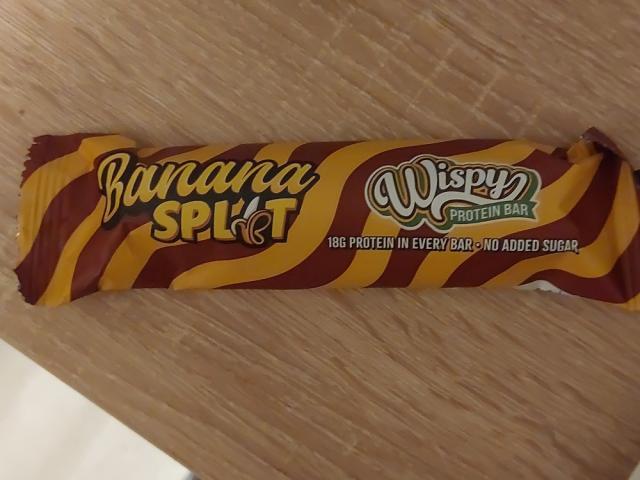 Banana
SPLIT
Wispy
PROTEIN BAR
18G PROTEIN IN EVERY BAR • NO ADDED SUGAR